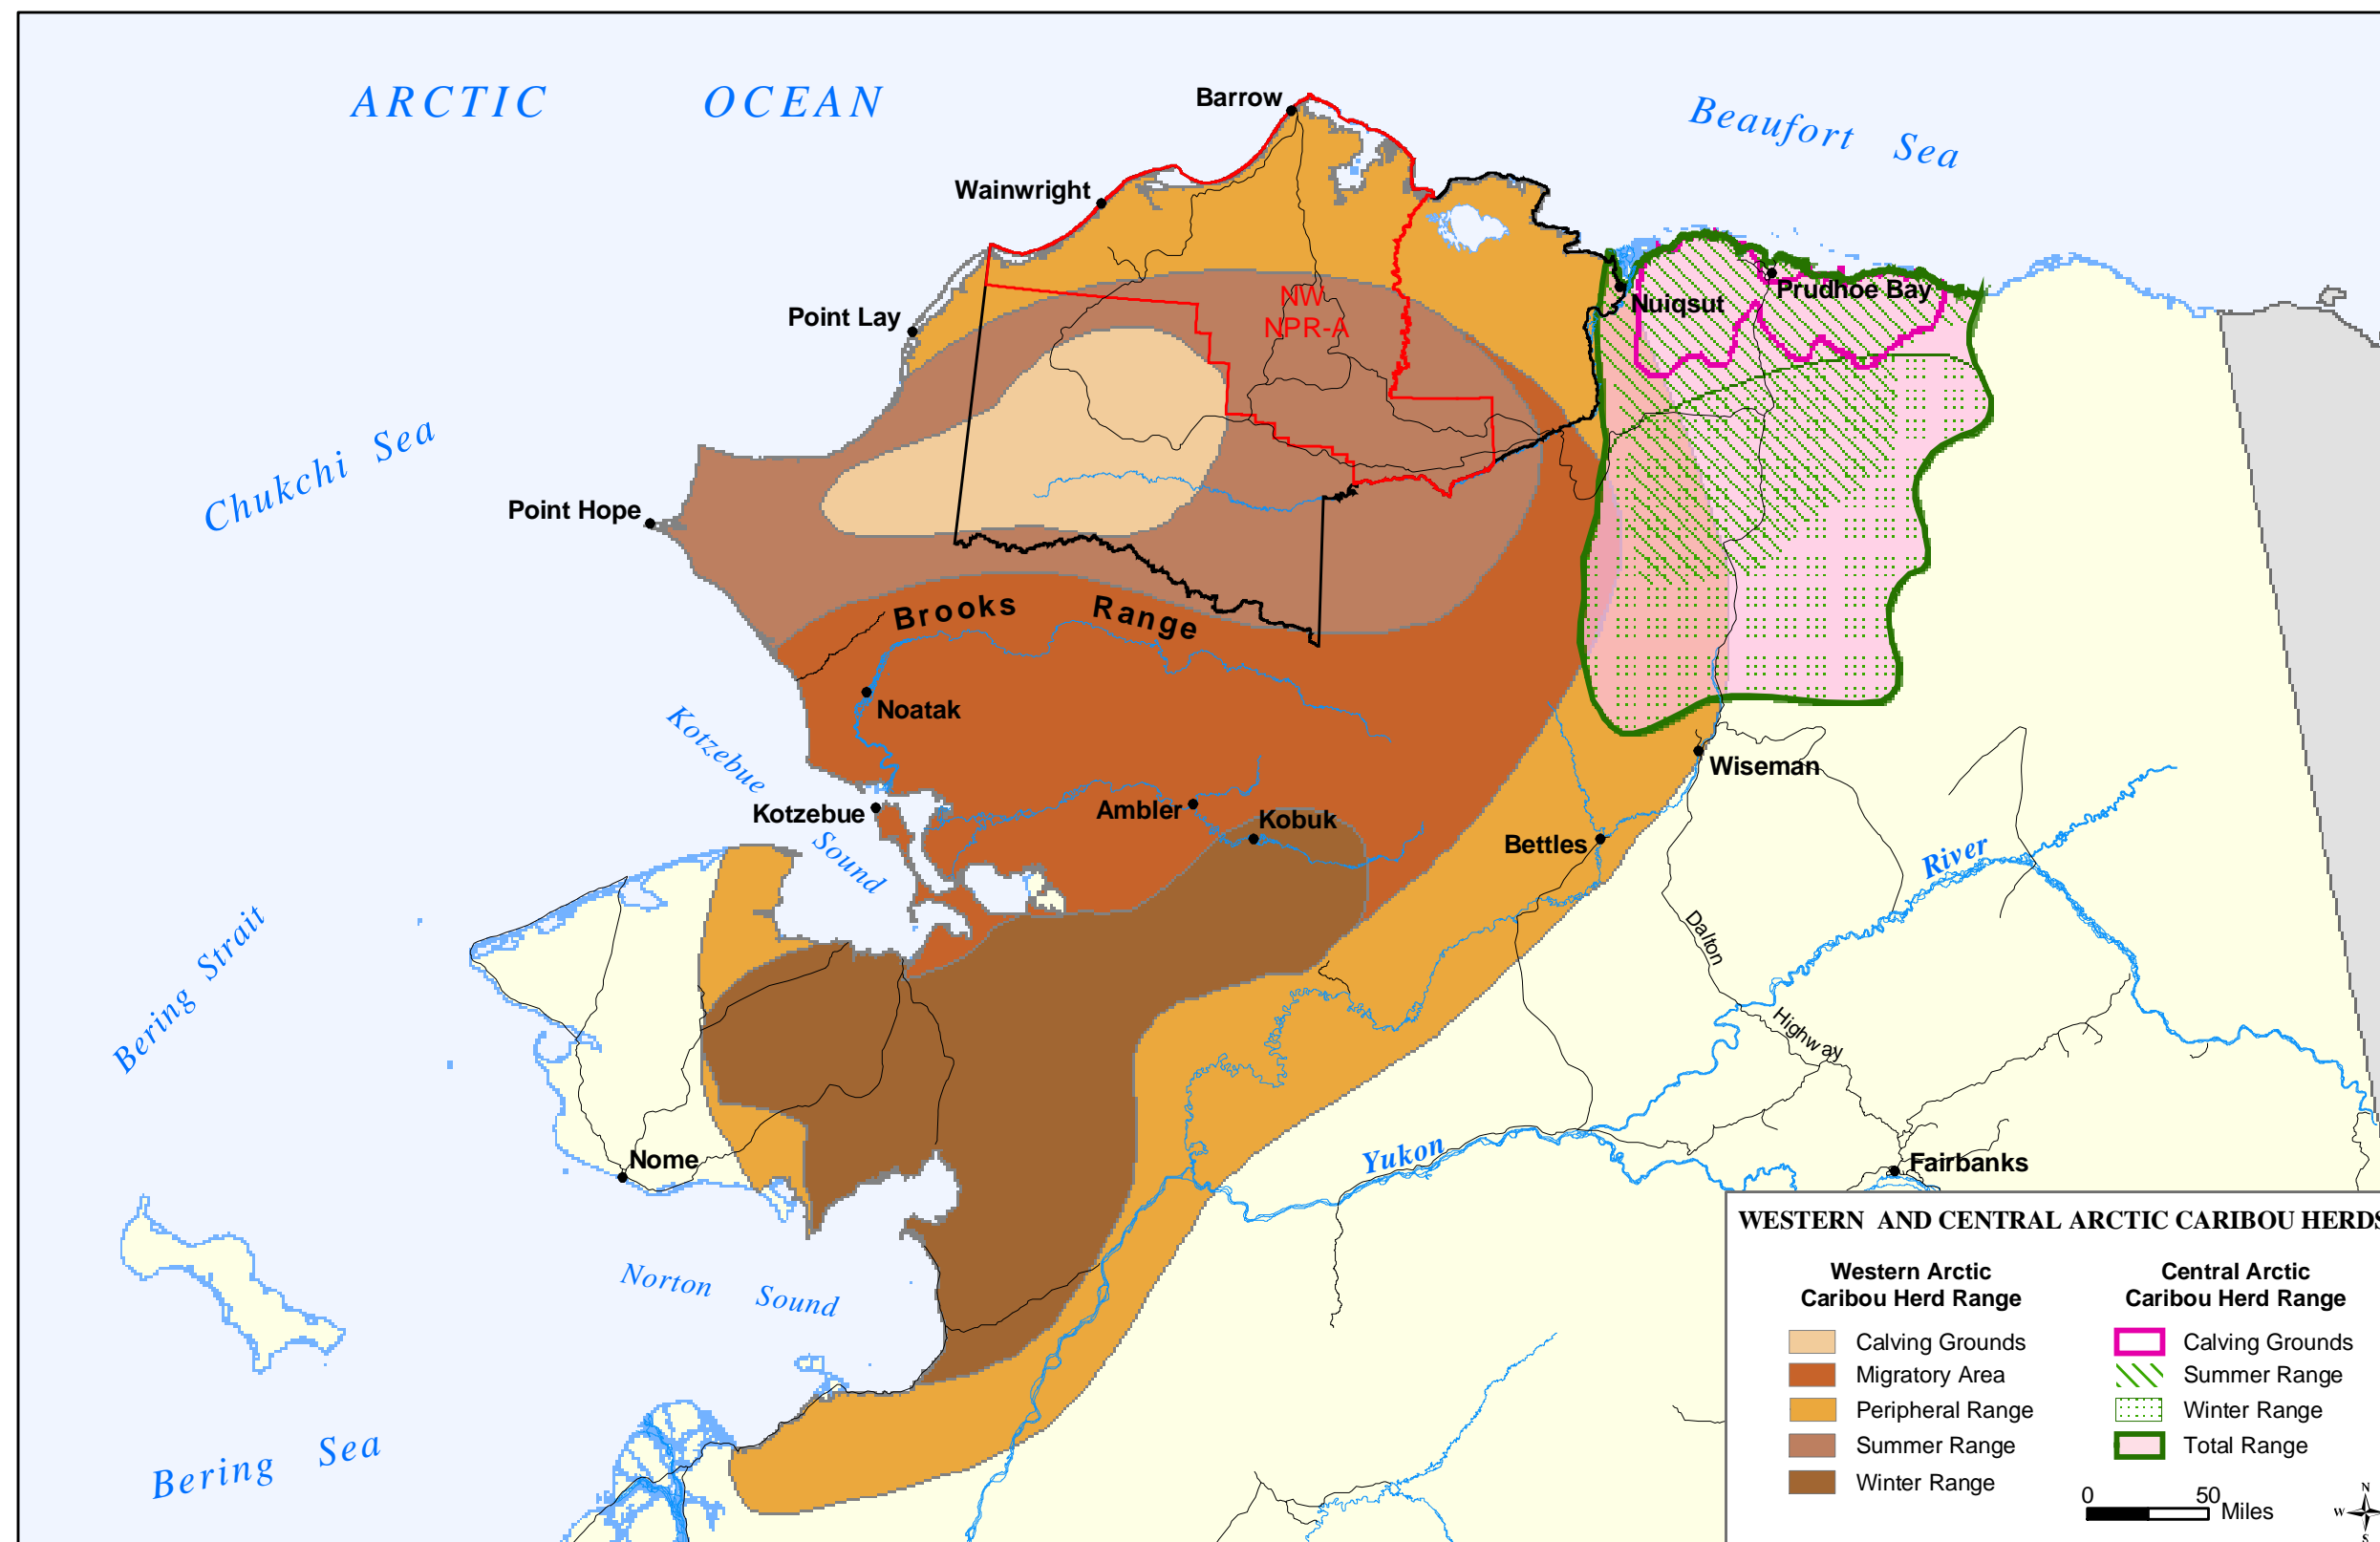 ARCTIC OCEAN
Beaufort Sea
Barrow
Wainwright
NW
NPR-A
Nuiqsut
Prudhoe Bay
Point Lay
Chukchi Sea
Point Hope
Brooks Range
Noatak
Kotzebue
Sound
Kotzebue
Ambler
Kobuk
Wiseman
Bettles
River
Dalton
Highway
Bering Strait
Nome
Yukon
Fairbanks
Norton Sound
Bering Sea
WESTERN AND CENTRAL ARCTIC CARIBOU HERDS
Western Arctic
Caribou Herd Range
Calving Grounds
Migratory Area
Peripheral Range
Summer Range
Winter Range
Central Arctic
Caribou Herd Range
Calving Grounds
Summer Range
Winter Range
Total Range
0 50
Miles
N
W
S